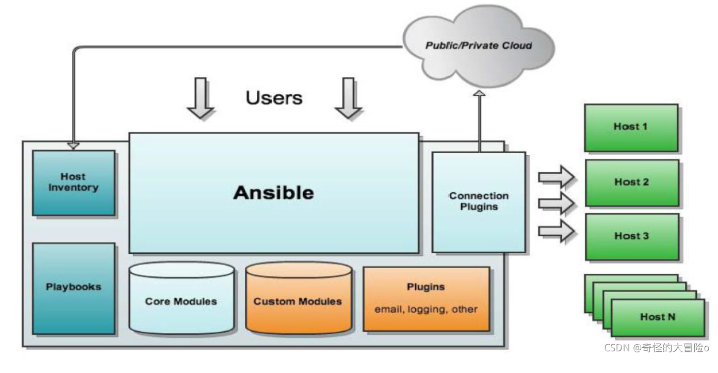 Public/Private Cloud
Users
Host
Inventory
Ansible
Connection
Plugins
Host 1
Host 2
Host 3
Playbooks
Core Modules
Custom Modules
Plugins
email, logging, other
Host N
CSDN @奇怪的大冒险o